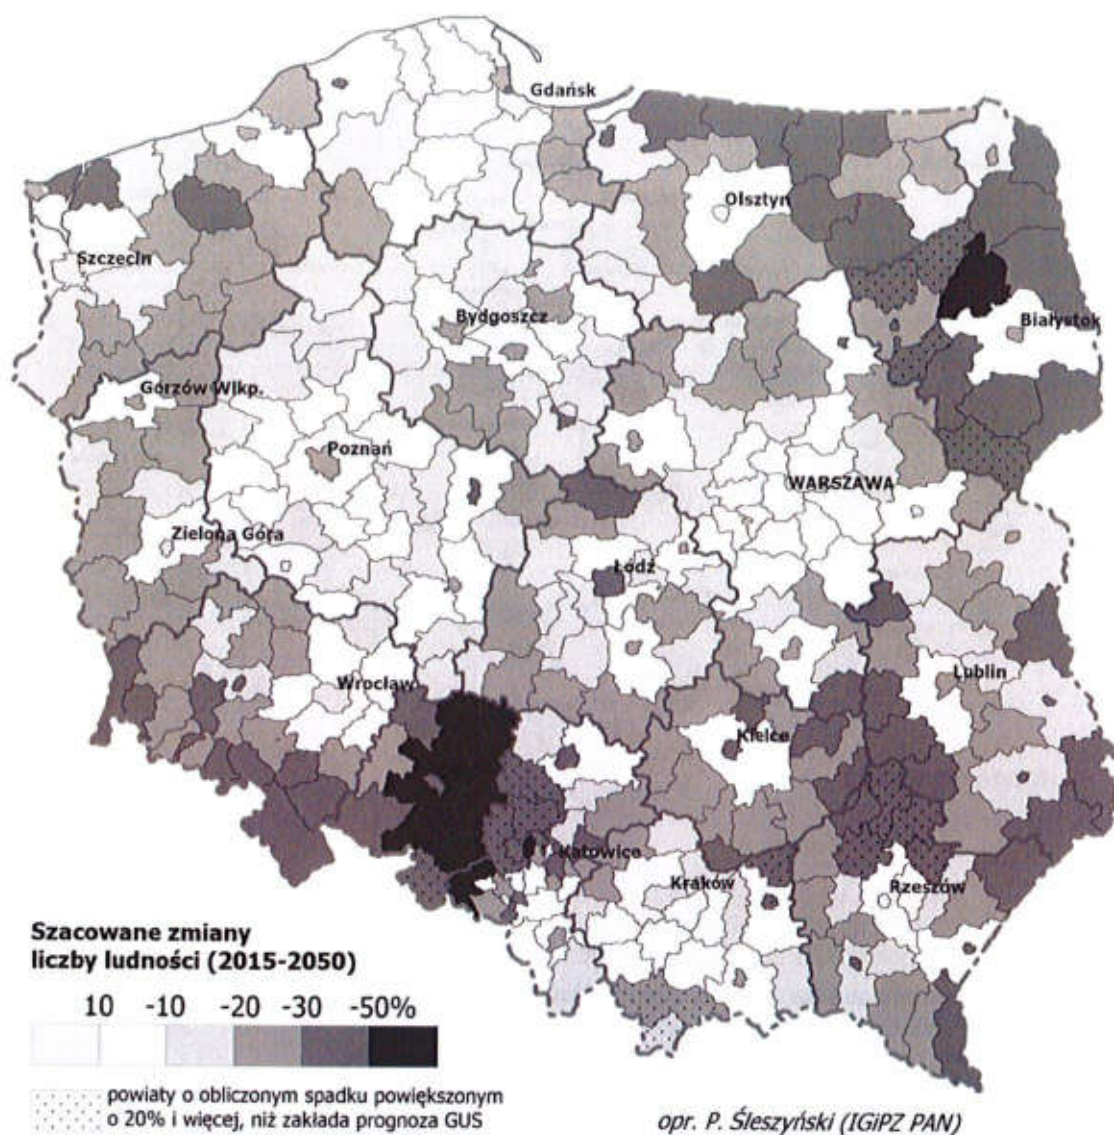 Gdańsk
Olsztyn
Szczecin
Bydgoszcz
Białystok
Gorzów Wlkp.
Poznań
WARSZAWA
Zielona Góra
Łódź
Lublin
Wrocław
Kielce
Katowice
Kraków
Rzeszów
Szacowane zmiany
liczby ludności (2015-2050)
10 -10 -20 -30 -50%
powiaty o obliczonym spadku powiększonym
o 20% i więcej, niż zakłada prognoza GUS
opr. P. Śleszyński (IGiPZ PAN)